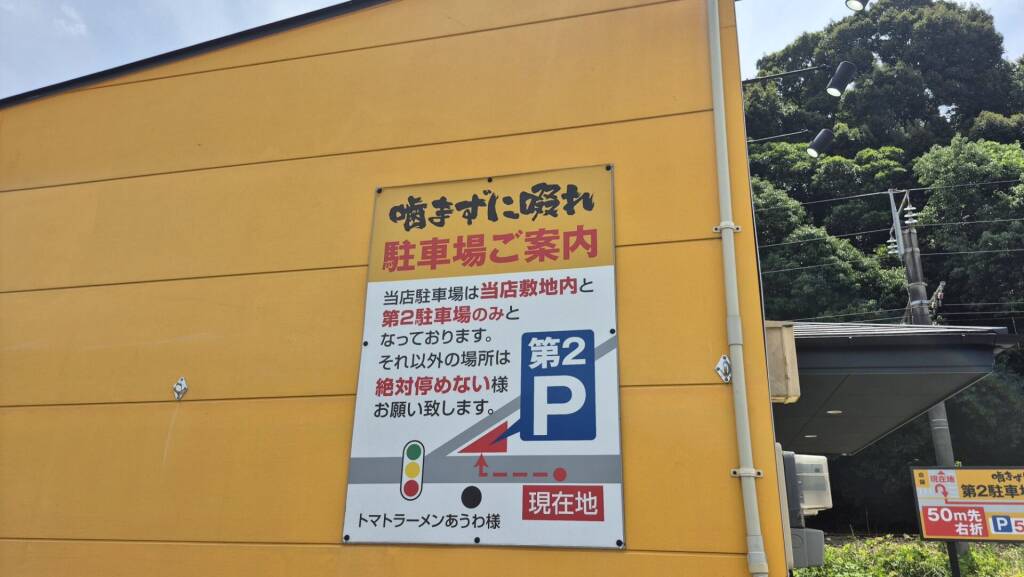 噛まずに啜れ
駐車場ご案内
当店駐車場は当店敷地内と
第2駐車場のみと
なっております。
それ以外の場所は
絶対停めない様
お願い致します。
第2
P
現在地
トマトラーメンあうわ様
現在地
噛まず
第2駐車場
50m先
右折
P5